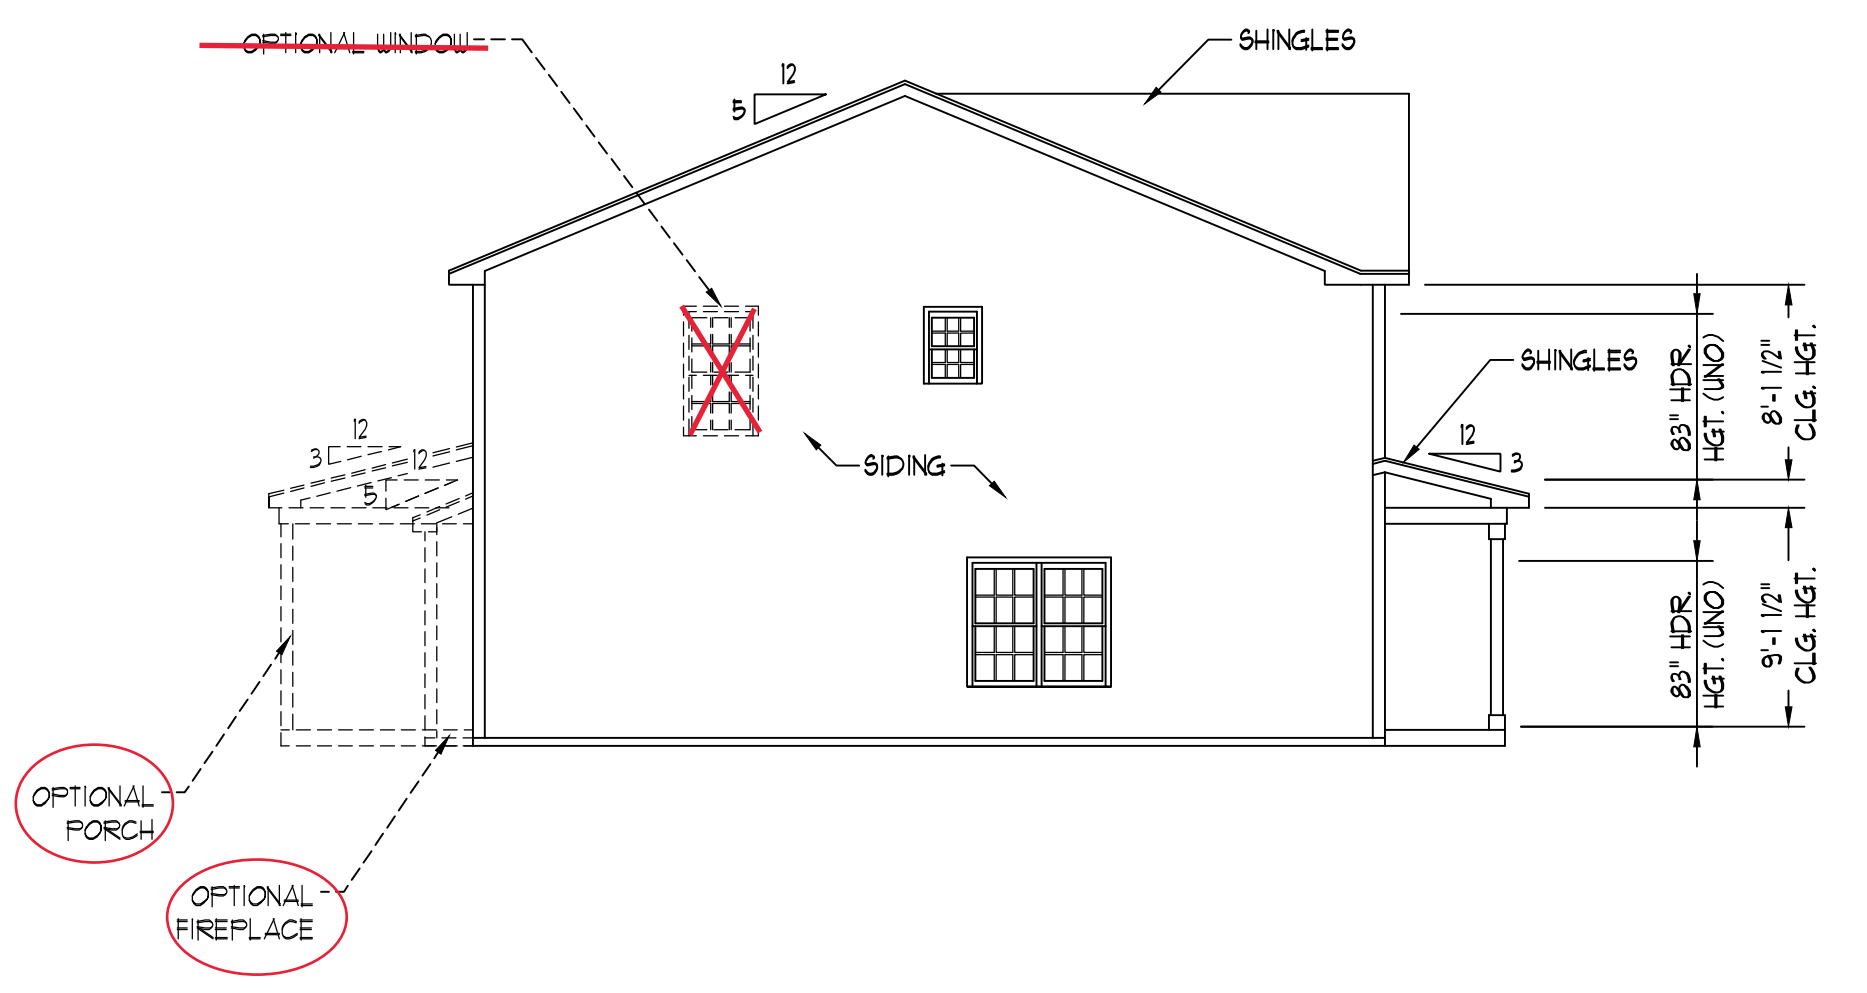 OPTIONAL WINDOW
SHINGLES
12
5
SHINGLES
83" HDR.
HGT. (UNO)
8'-1 1/2"
CLG. HGT.
12
3
12
3
12
5
SIDING
83" HDR.
HGT. (UNO)
9'-1 1/2"
CLG. HGT.
OPTIONAL
PORCH
OPTIONAL
FIREPLACE